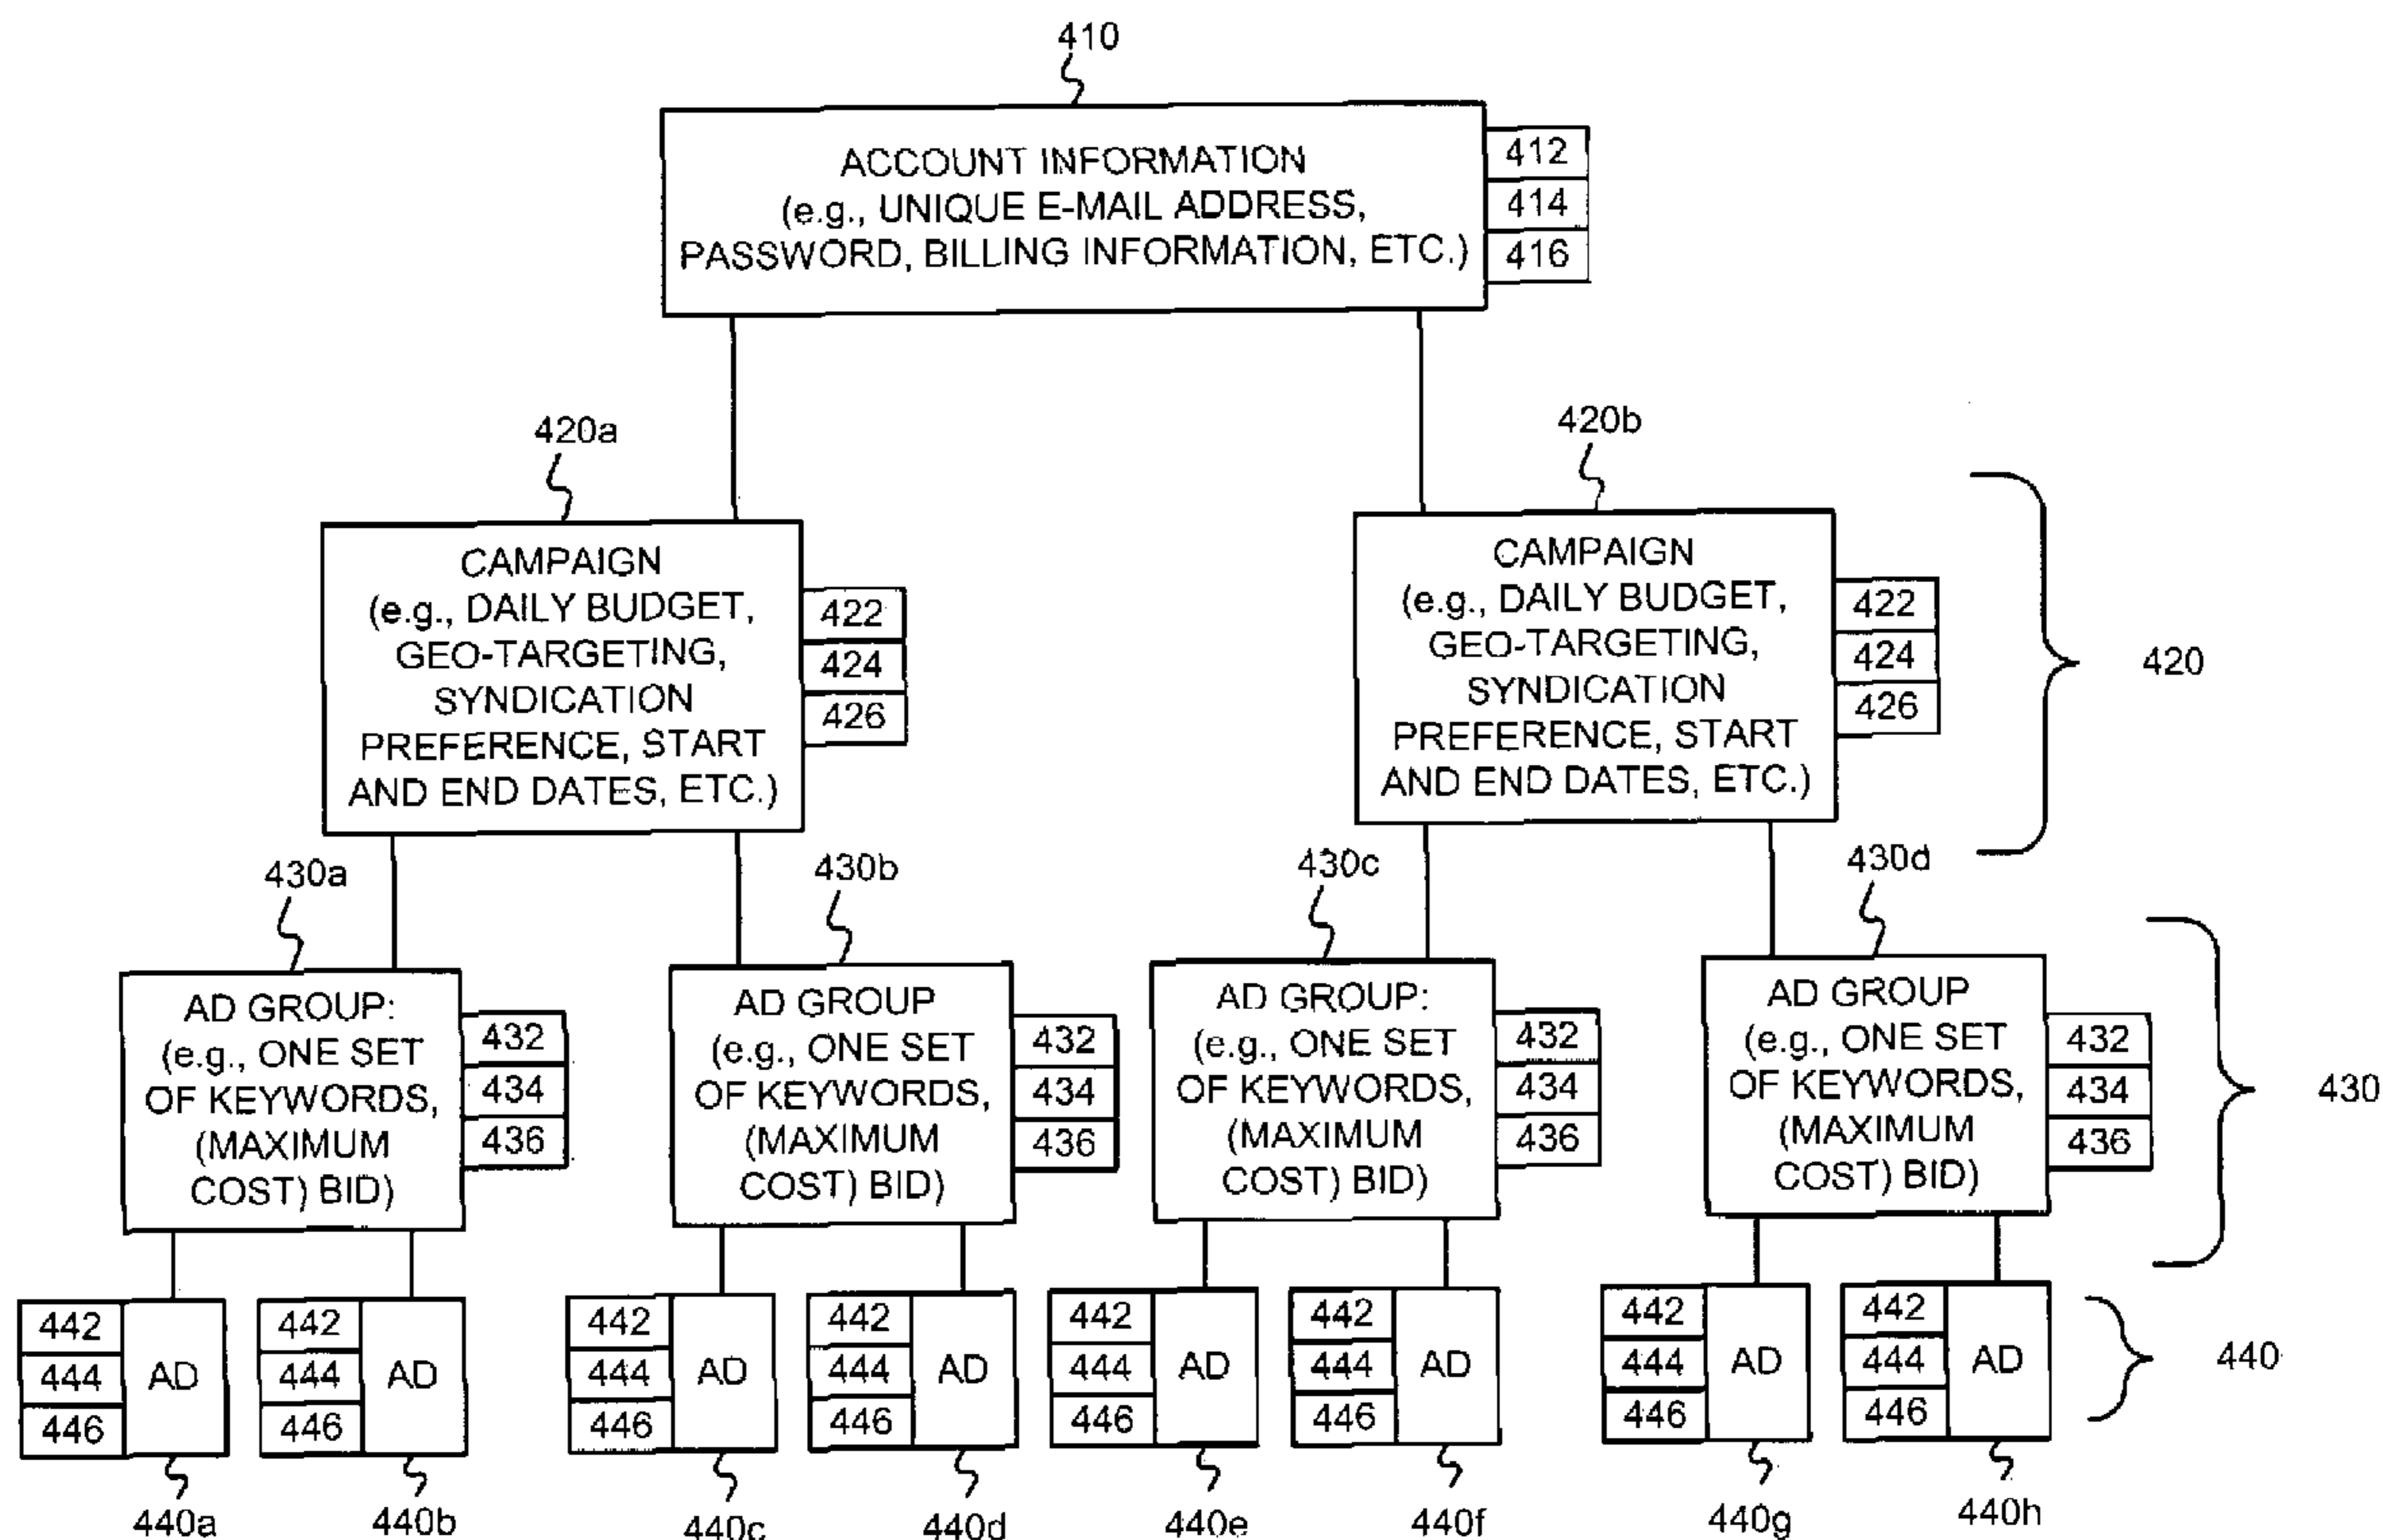 410
ACCOUNT INFORMATION
(e.g., UNIQUE E-MAIL ADDRESS,
PASSWORD, BILLING INFORMATION, ETC.)
412
414
416
420a
CAMPAIGN
(e.g., DAILY BUDGET,
GEO-TARGETING,
SYNDICATION
PREFERENCE, START
AND END DATES, ETC.)
422
424
426
420b
CAMPAIGN
(e.g., DAILY BUDGET,
GEO-TARGETING,
SYNDICATION
PREFERENCE, START
AND END DATES, ETC.)
422
424
426
420
430a
AD GROUP:
(e.g., ONE SET
OF KEYWORDS,
(MAXIMUM
COST) BID)
432
434
436
430b
AD GROUP
(e.g., ONE SET
OF KEYWORDS,
(MAXIMUM
COST) BID)
432
434
436
430c
AD GROUP:
(e.g., ONE SET
OF KEYWORDS,
(MAXIMUM
COST) BID)
432
434
436
430d
AD GROUP
(e.g., ONE SET
OF KEYWORDS,
(MAXIMUM
COST) BID)
432
434
436
430
442
444
446
AD
440a
442
444
446
AD
440b
442
444
446
AD
440c
442
444
446
AD
440d
442
444
446
AD
440e
442
444
446
AD
440f
442
444
446
AD
440g
442
444
446
AD
440h
440